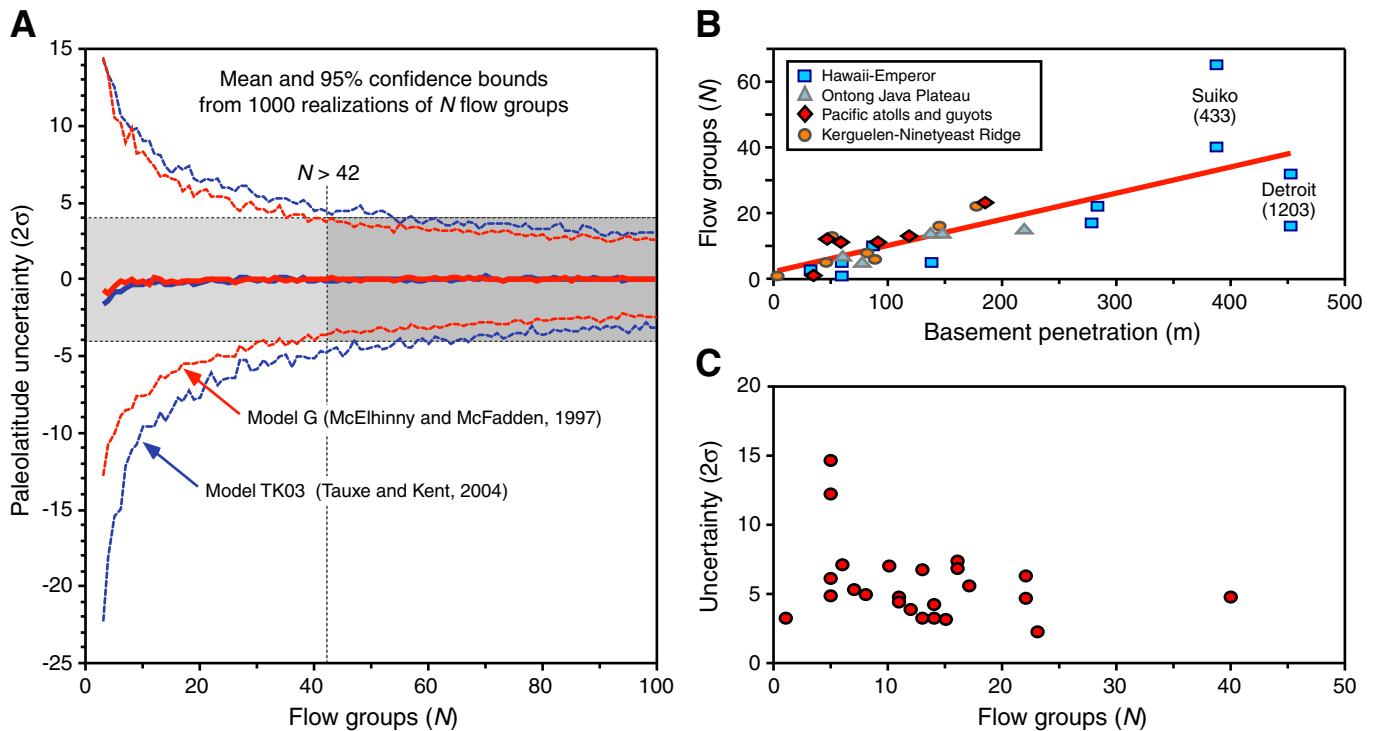 A
Mean and 95% confidence bounds
from 1000 realizations of N flow groups
N > 42
Model G (McElhinny and McFadden, 1997)
Model TK03 (Tauxe and Kent, 2004)
Paleolatitude uncertainty (2σ)
15
10
5
0
-5
-10
-15
-20
-25
0
20
40
60
80
100
Flow groups (N)
B
Hawaii-Emperor
Ontong Java Plateau
Pacific atolls and guyots
Kerguelen-Ninetyeast Ridge
Suiko
(433)
Detroit
(1203)
Flow groups (N)
60
40
20
0
0
100
200
300
400
500
Basement penetration (m)
C
Uncertainty (2σ)
20
15
10
5
0
0
10
20
30
40
50
Flow groups (N)